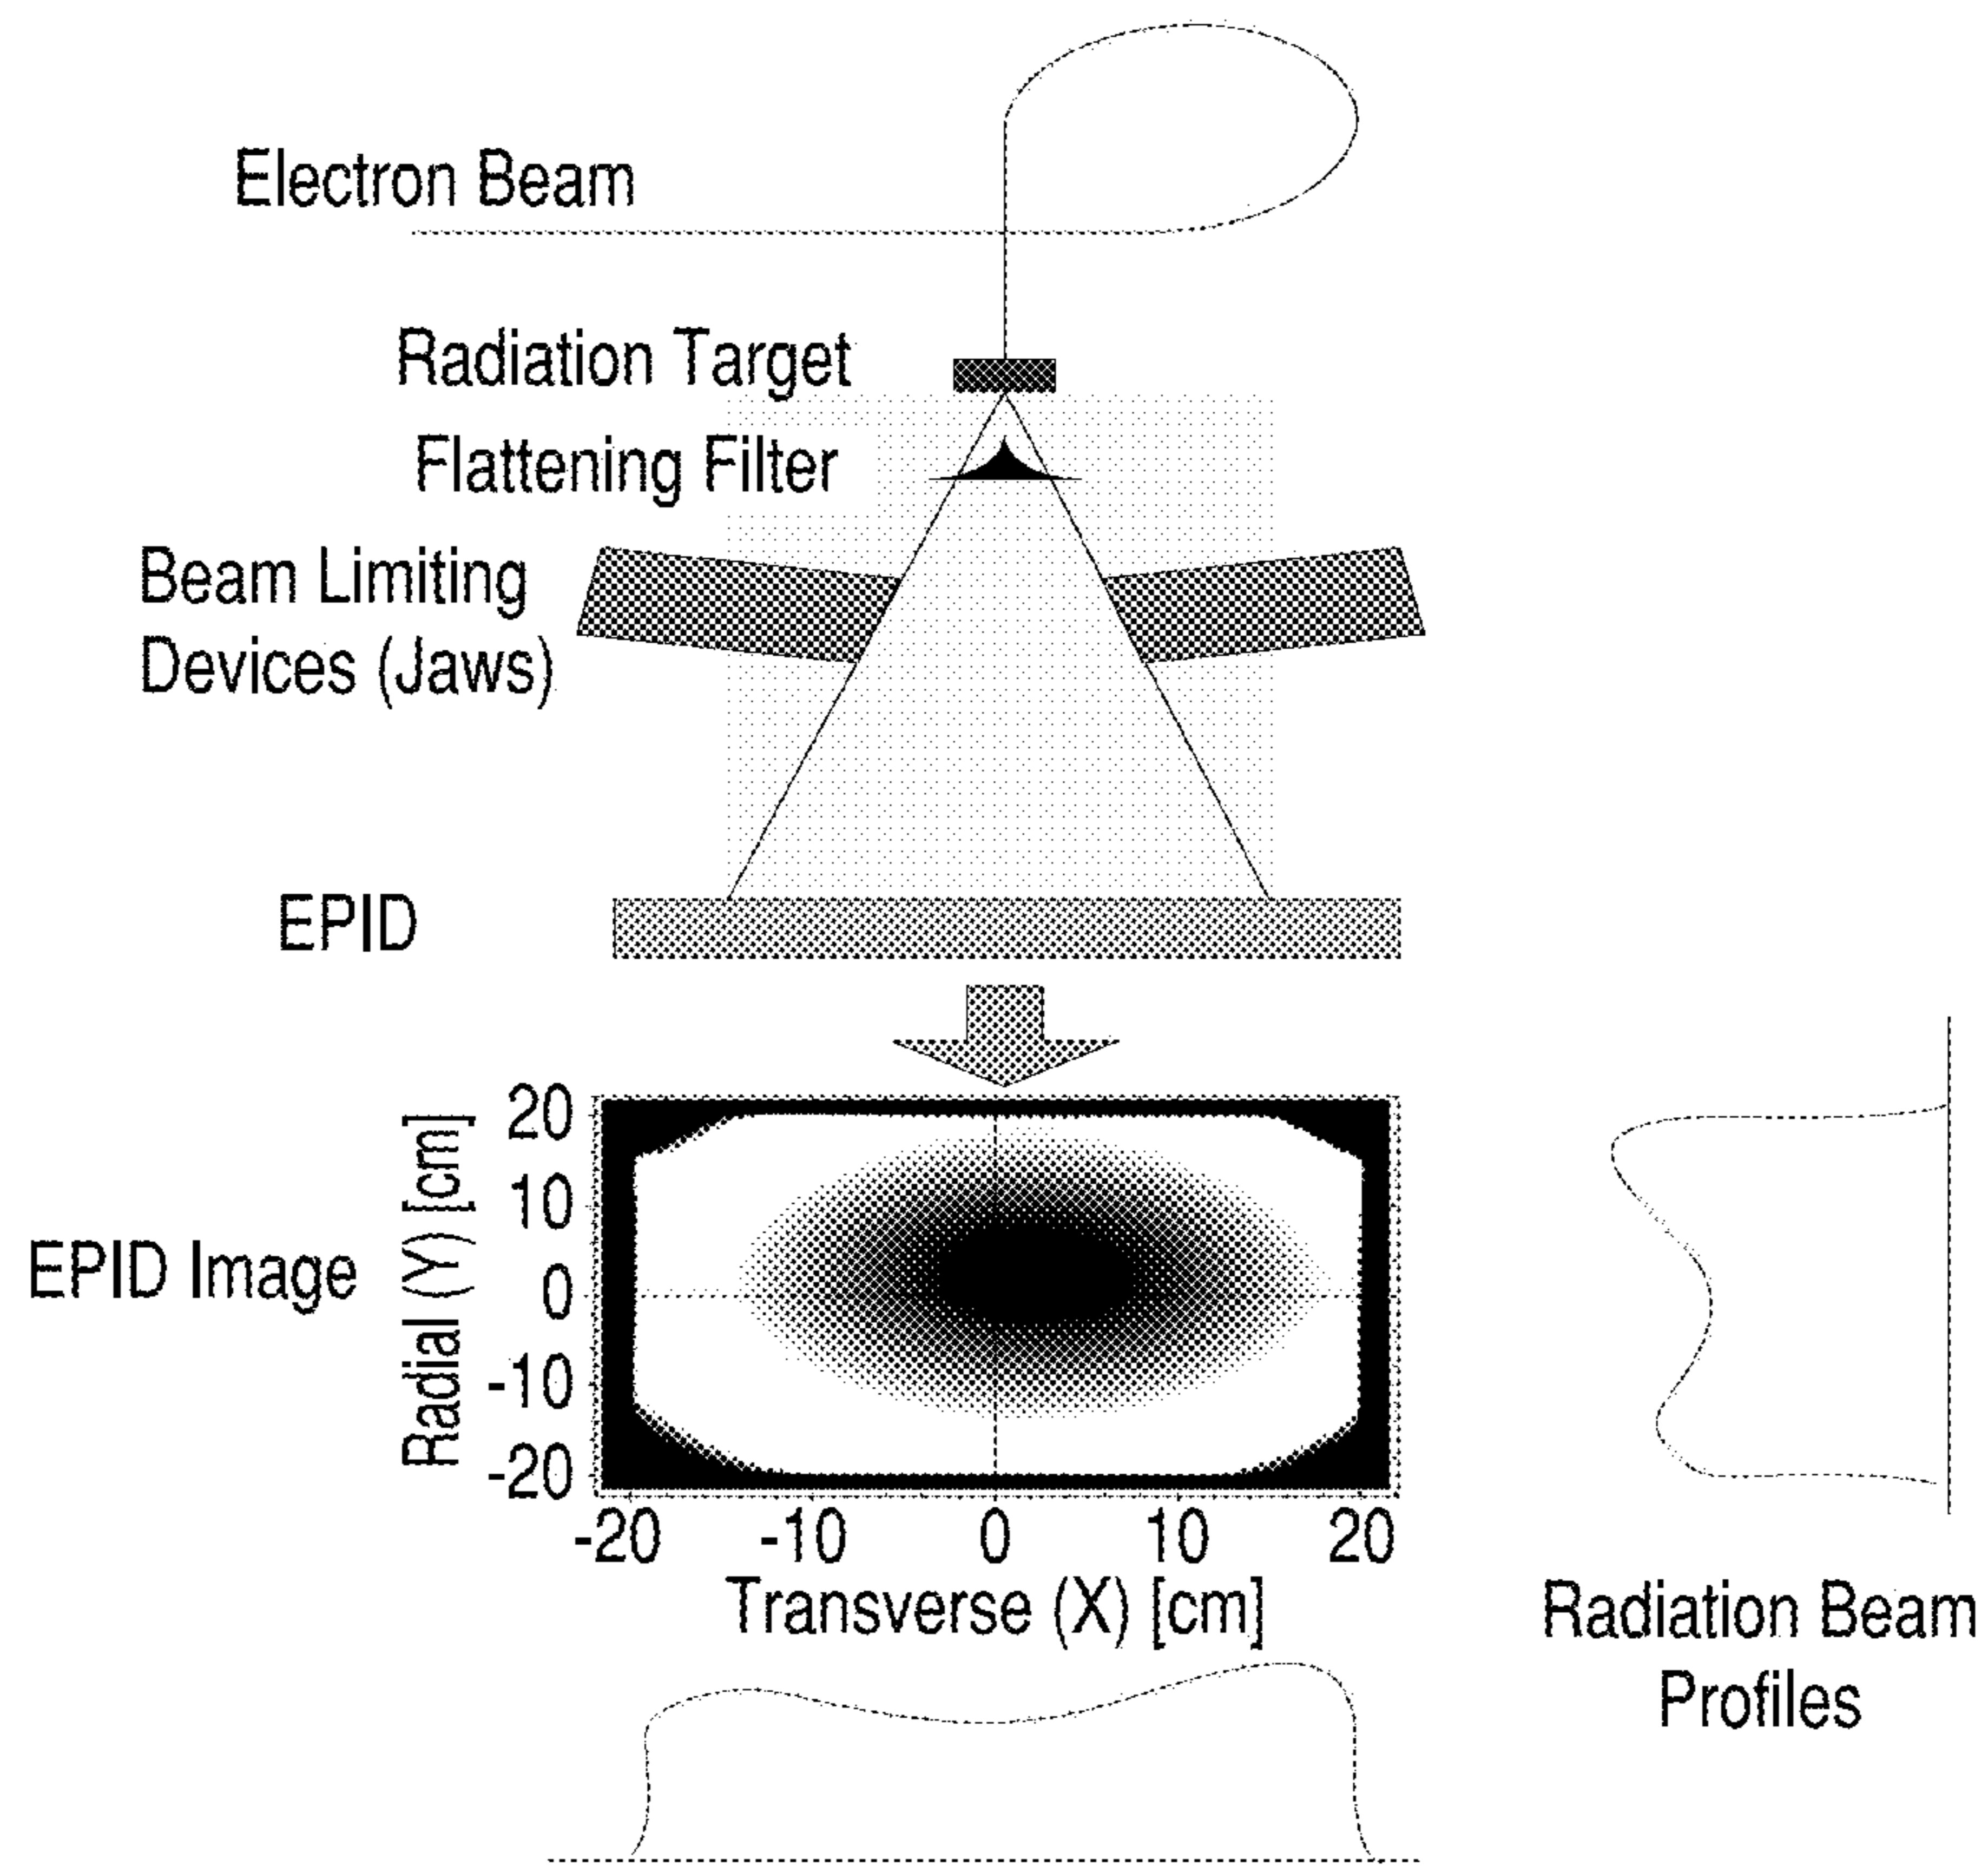 Electron Beam
Radiation Target
Flattening Filter
Beam Limiting
Devices (Jaws)
EPID
EPID Image
Radial (Y) [cm]
20
10
0
-10
-20
-20 -10 0 10 20
Transverse (X) [cm]
Radiation Beam
Profiles